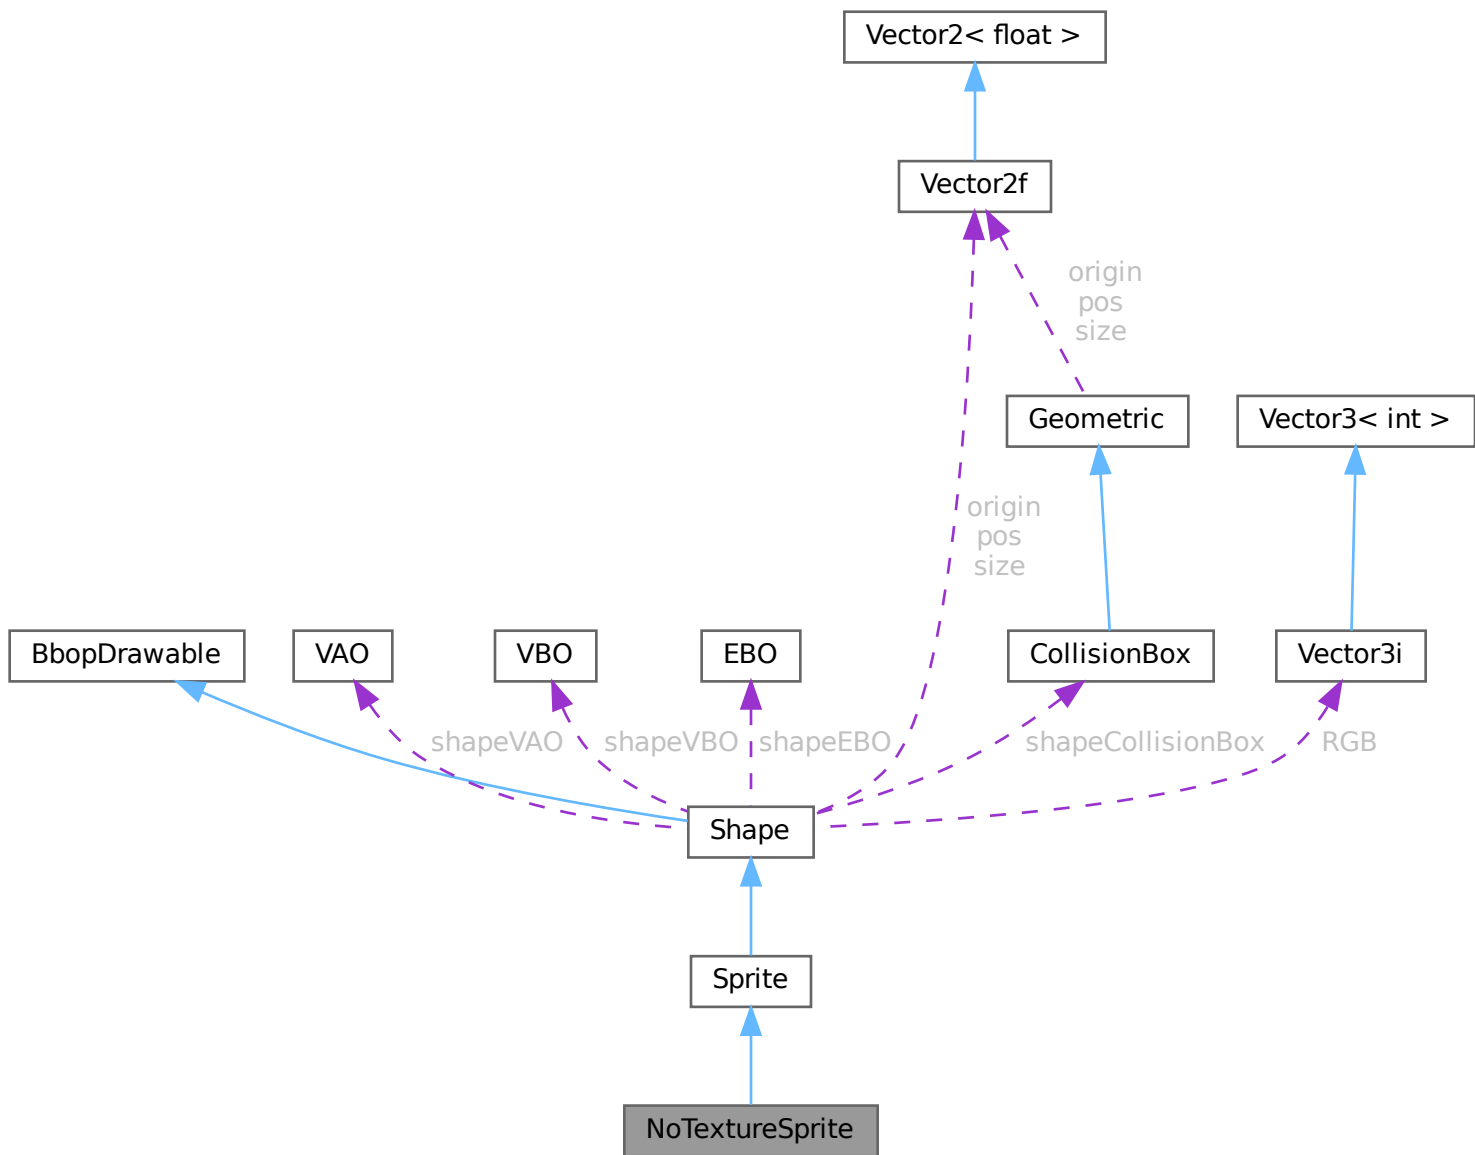 Vector2< float >
Vector2f
origin
pos
size
Geometric
Vector3< int >
origin
pos
size
BbopDrawable
VAO
VBO
EBO
CollisionBox
Vector3i
shapeVAO
shapeVBO
shapeEBO
shapeCollisionBox
RGB
Shape
Sprite
NoTextureSprite